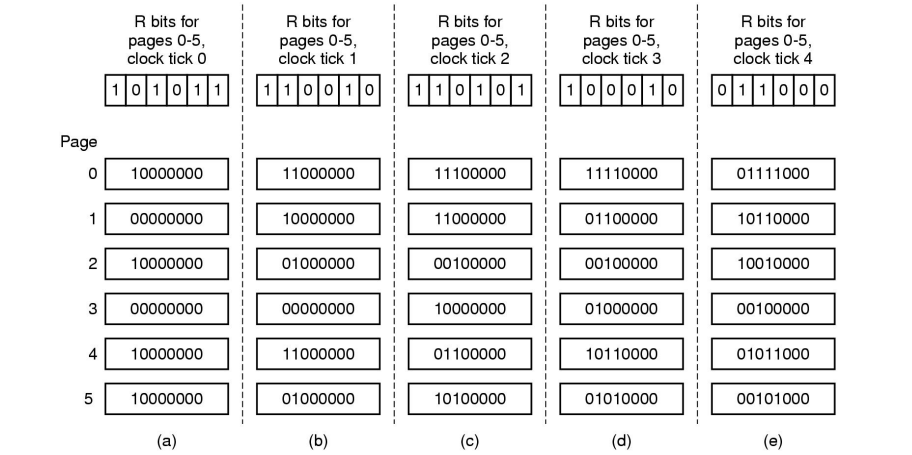 R bits for R bits for R bits for R bits for R bits for
pages 0-5, pages 0-5, pages 0-5, pages 0-5, pages 0-5,
clock tick 0 clock tick 1 clock tick 2 clock tick 3 clock tick 4
1 0 1 0 1 1 1 1 0 0 1 0 1 1 0 1 0 1 1 0 0 0 1 0 0 1 1 0 0 0
Page
0 10000000 11000000 11100000 11110000 01111000
1 00000000 10000000 11000000 01100000 10110000
2 10000000 01000000 00100000 00100000 10010000
3 00000000 00000000 10000000 01000000 00100000
4 10000000 11000000 01100000 10110000 01011000
5 10000000 01000000 10100000 01010000 00101000
(a) (b) (c) (d) (e)